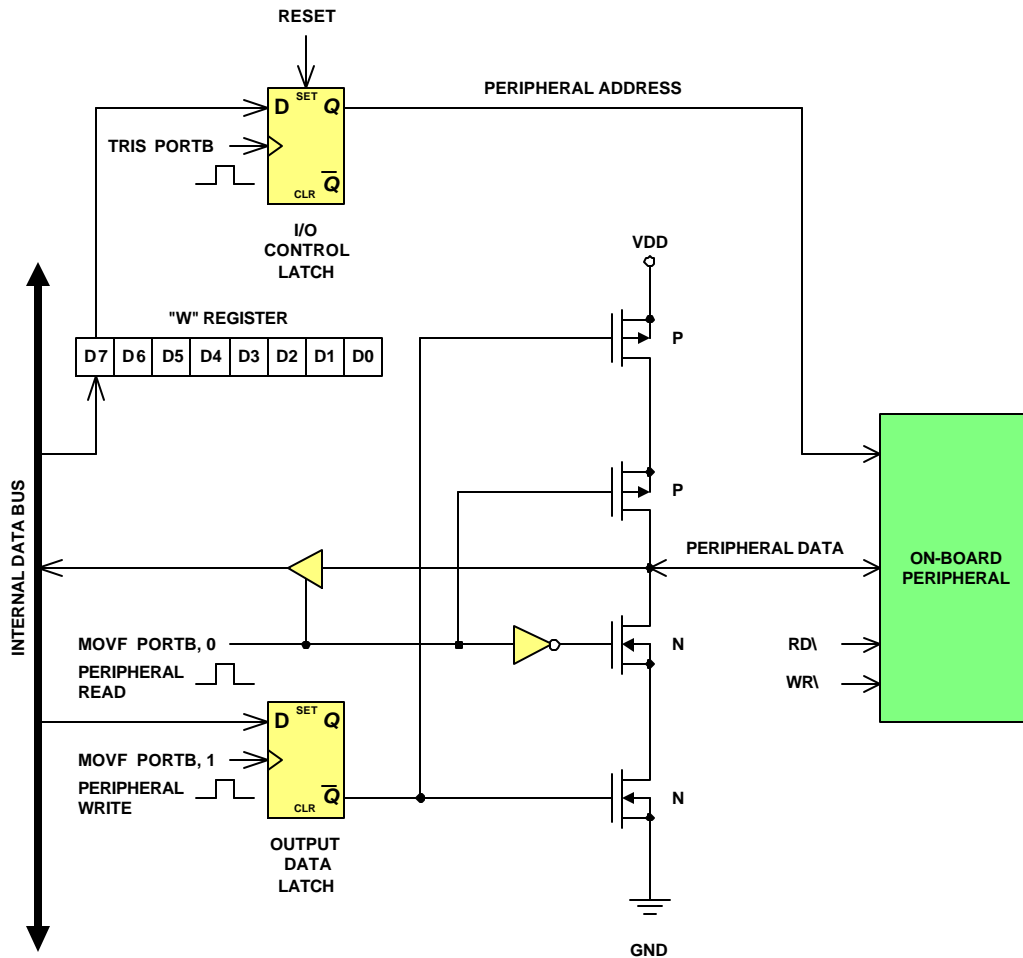 RESET
D SET Q
PERIPHERAL ADDRESS
TRIS PORTB
Q
CLR
I/O
CONTROL
LATCH
VDD
"W" REGISTER
P
D7 D6 D5 D4 D3 D2 D1 D0
P
INTERNAL DATA BUS
PERIPHERAL DATA
ON-BOARD
PERIPHERAL
MOVF PORTB, 0
N
RD\
PERIPHERAL
READ
WR\
D SET Q
MOVF PORTB, 1
PERIPHERAL
WRITE
Q
CLR
N
OUTPUT
DATA
LATCH
GND